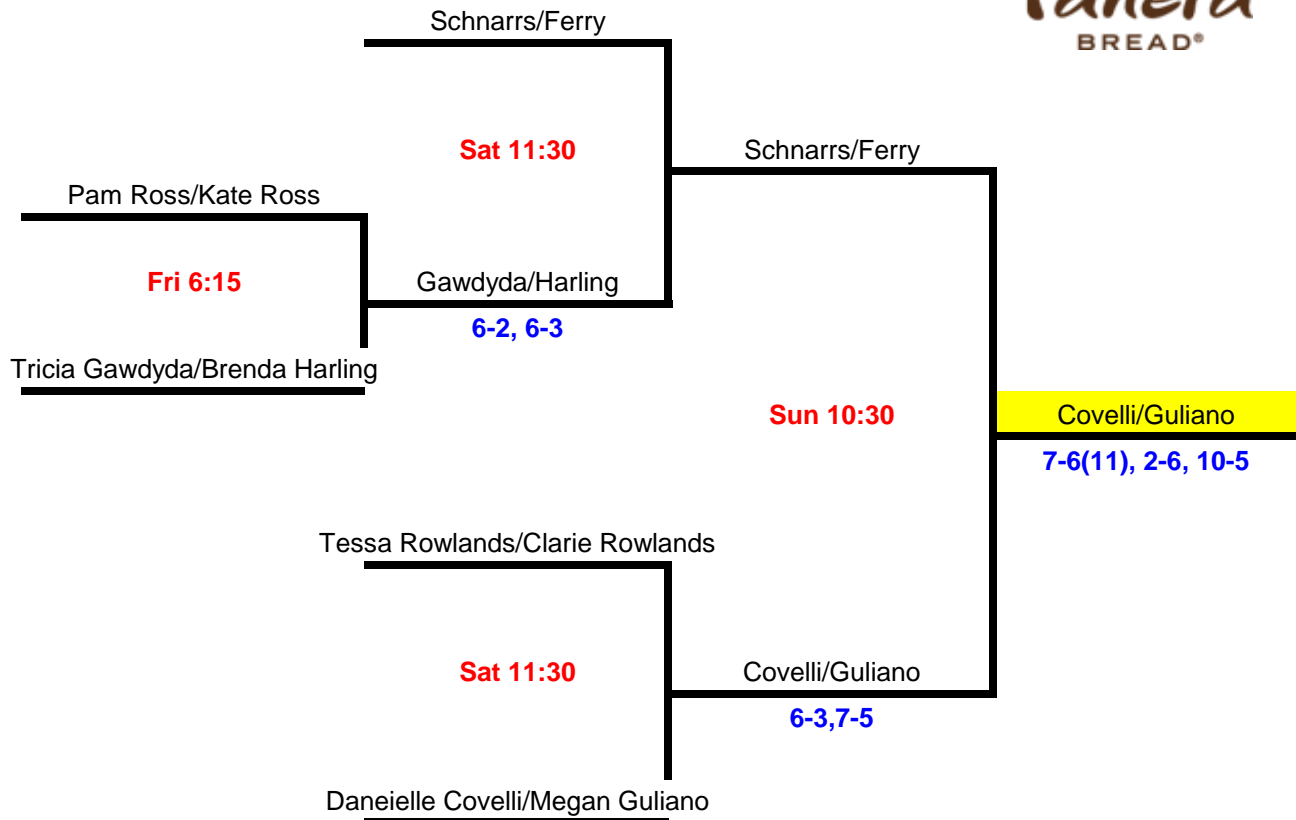 Panera
BREAD®
Schnarrs/Ferry
Sat 11:30
Schnarrs/Ferry
Pam Ross/Kate Ross
Fri 6:15
Gawdyda/Harling
6-2, 6-3
Tricia Gawdyda/Brenda Harling
Sun 10:30
Covelli/Guliano
7-6(11), 2-6, 10-5
Tessa Rowlands/Clarie Rowlands
Sat 11:30
Covelli/Guliano
6-3,7-5
Daneielle Covelli/Megan Guliano